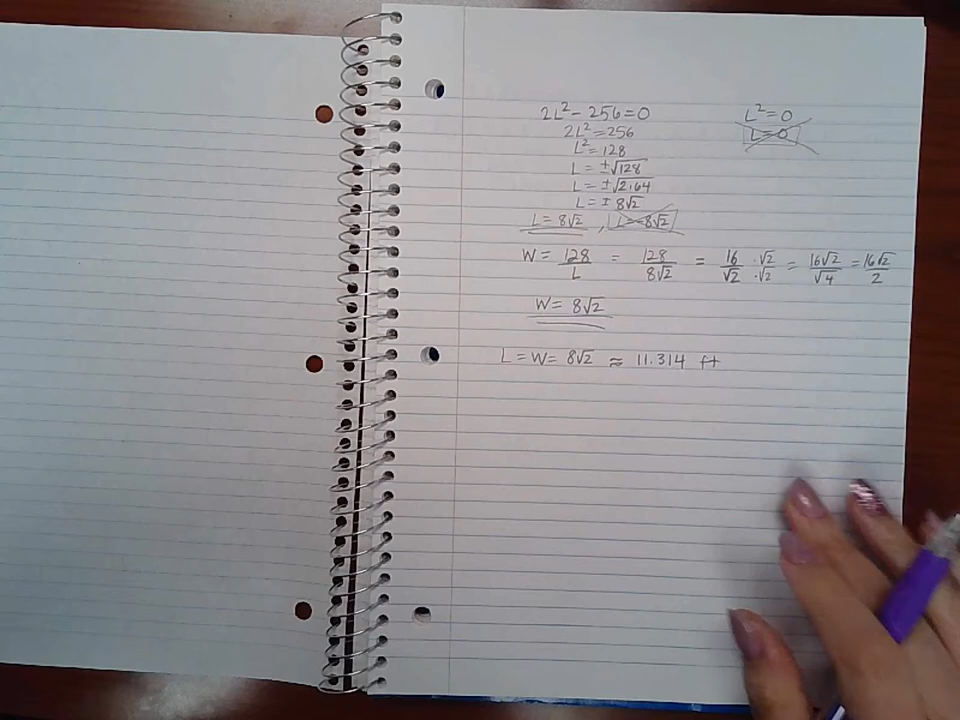 2L² - 256 = 0
2L² = 256
L² = 128
L = ±√128
L = ±√2·64
L = ± 8√2
L = 8√2 , L = -8√2
L² = 0
L = 0
W = 128/L = 128/8√2 = 16/√2 · √2/√2 = 16√2/√4 = 16√2/2
W = 8√2
L = W = 8√2 ≈ 11.314 ft